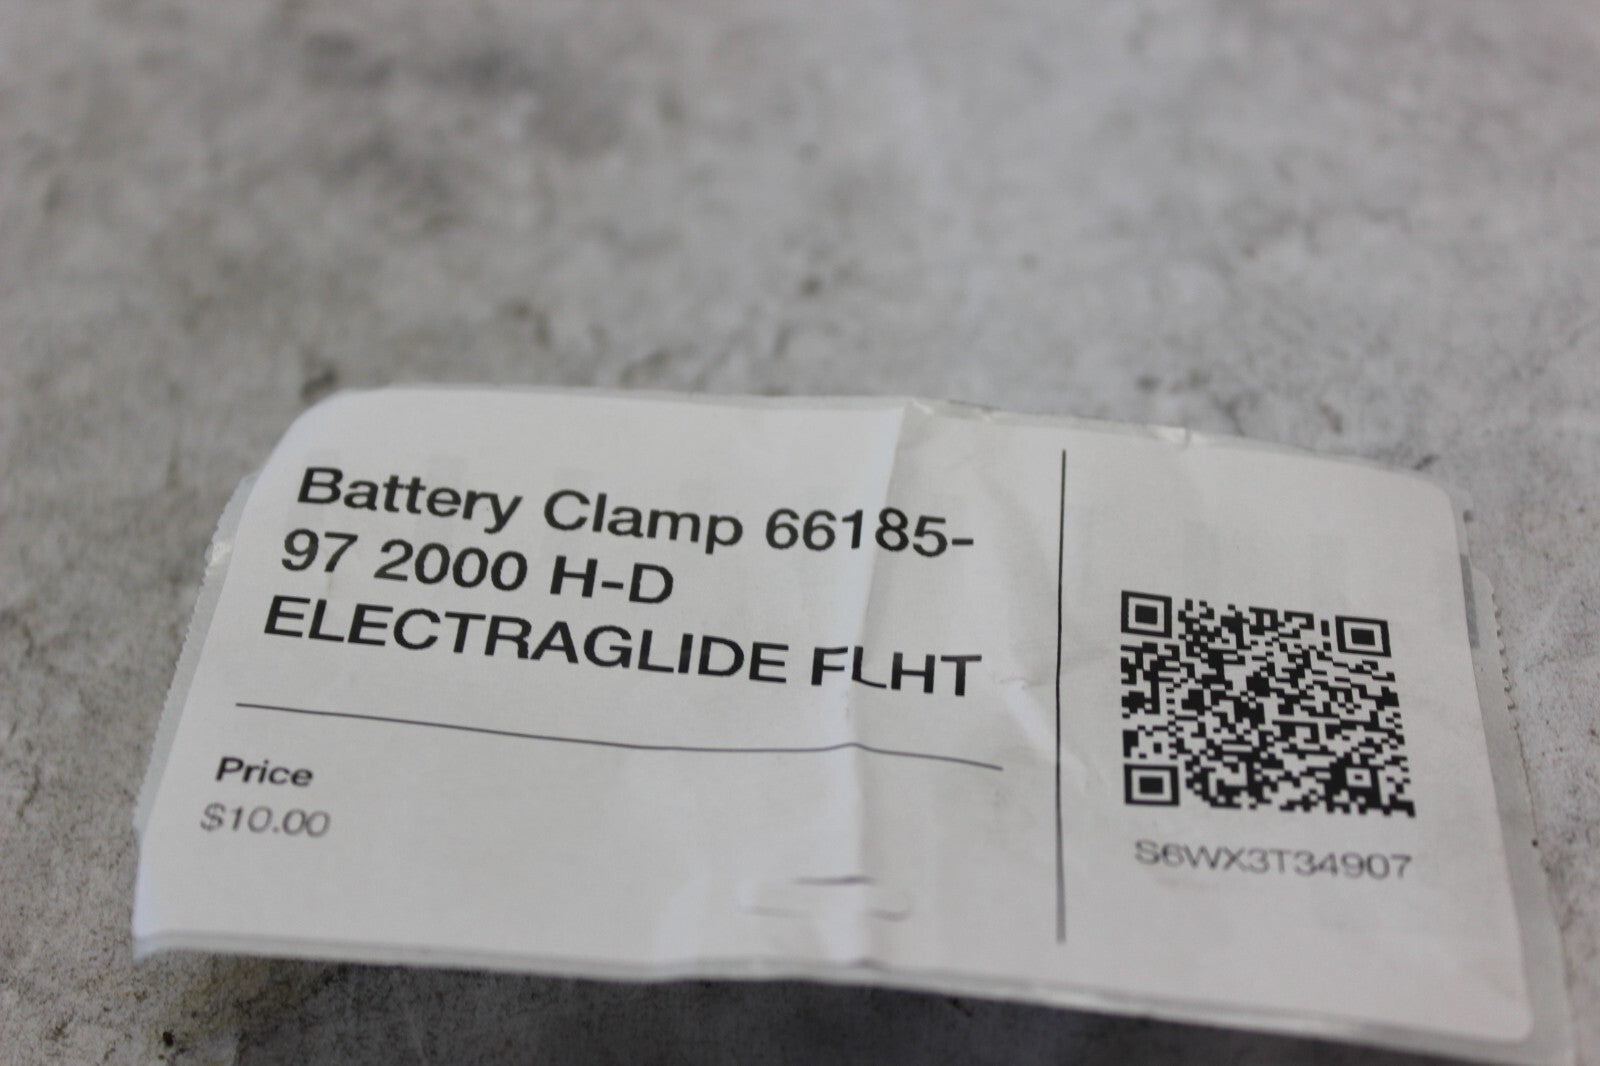 Battery Clamp 66185-
97 2000 H-D
ELECTRAGLIDE FLHT
Price
$10.00
S6WX3T34907